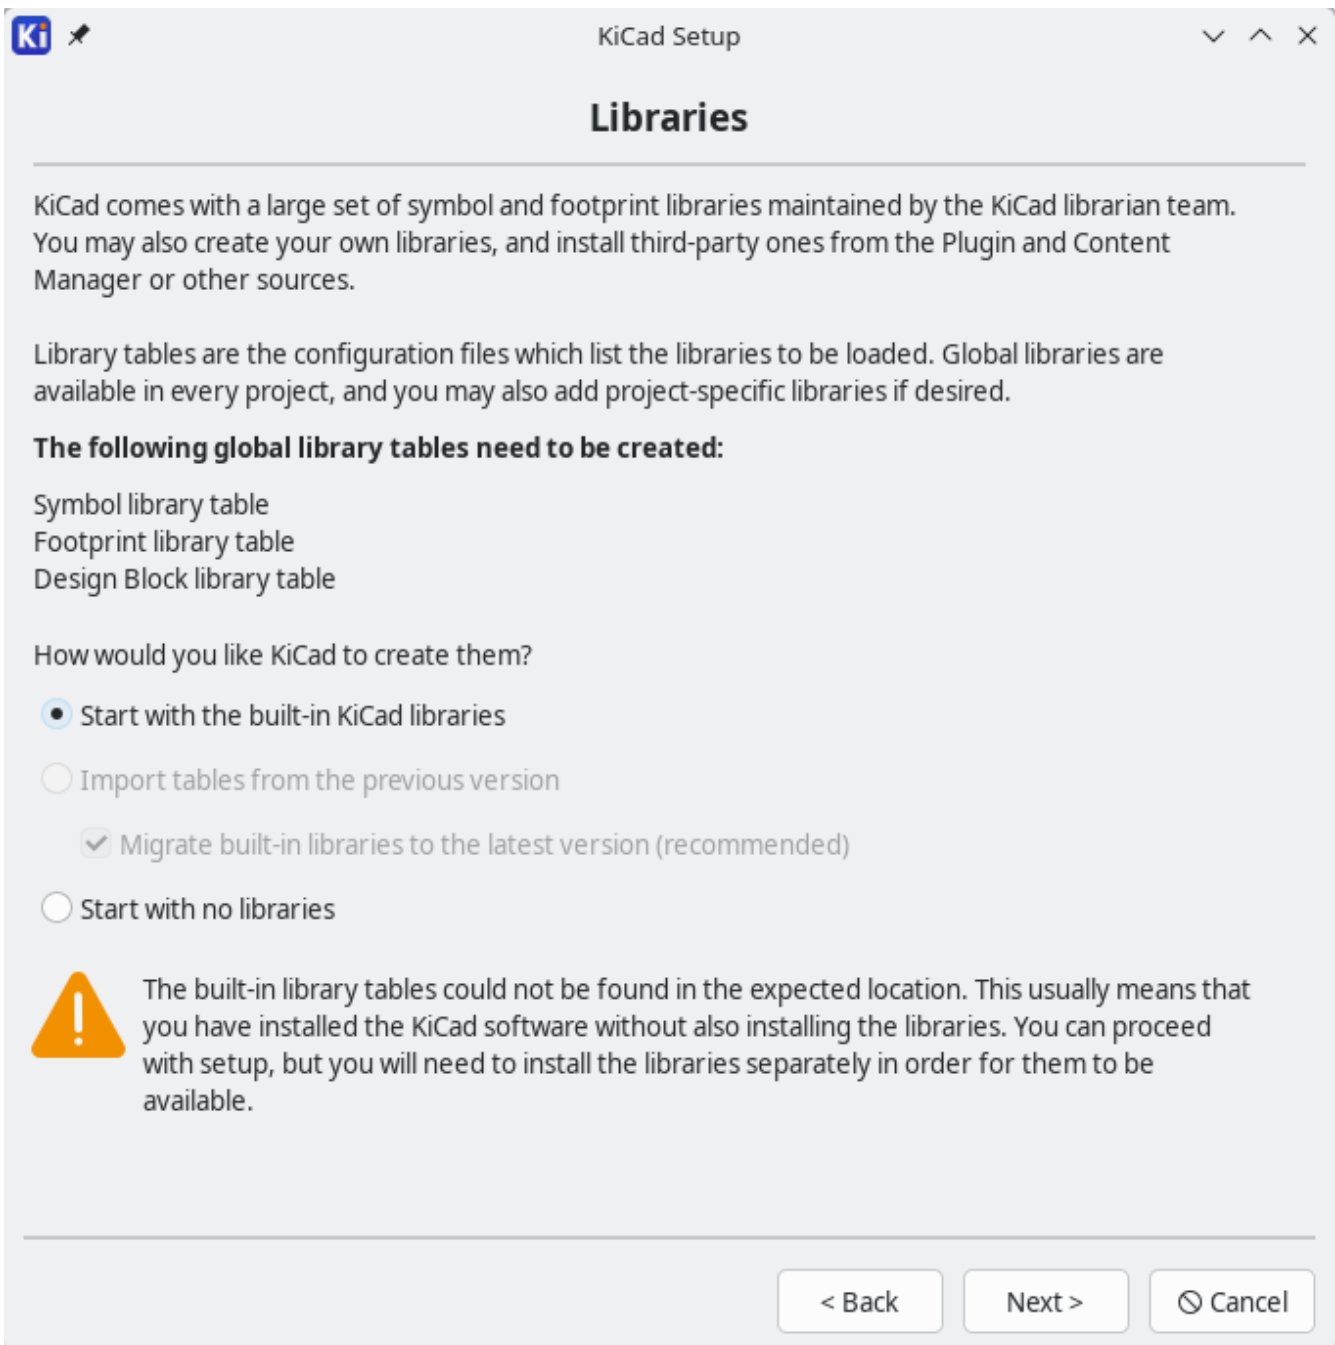 Ki
KiCad Setup
Libraries
KiCad comes with a large set of symbol and footprint libraries maintained by the KiCad librarian team.
You may also create your own libraries, and install third-party ones from the Plugin and Content
Manager or other sources.
Library tables are the configuration files which list the libraries to be loaded. Global libraries are
available in every project, and you may also add project-specific libraries if desired.
The following global library tables need to be created:
Symbol library table
Footprint library table
Design Block library table
How would you like KiCad to create them?
Start with the built-in KiCad libraries
Import tables from the previous version
Migrate built-in libraries to the latest version (recommended)
Start with no libraries
The built-in library tables could not be found in the expected location. This usually means that
you have installed the KiCad software without also installing the libraries. You can proceed
with setup, but you will need to install the libraries separately in order for them to be
available.
< Back
Next >
Cancel